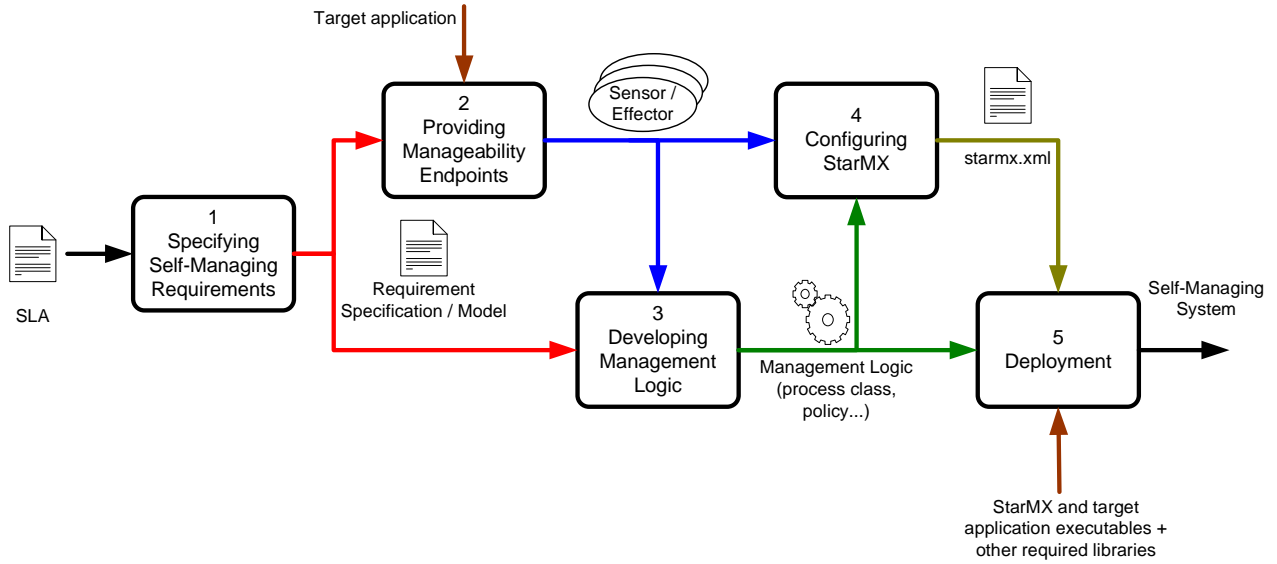 Target application
2
Providing
Manageability
Endpoints
Sensor /
Effector
4
Configuring
StarMX
starmx.xml
SLA
1
Specifying
Self-Managing
Requirements
Requirement
Specification / Model
3
Developing
Management
Logic
Management Logic
(process class,
policy...)
5
Deployment
Self-Managing
System
StarMX and target
application executables +
other required libraries